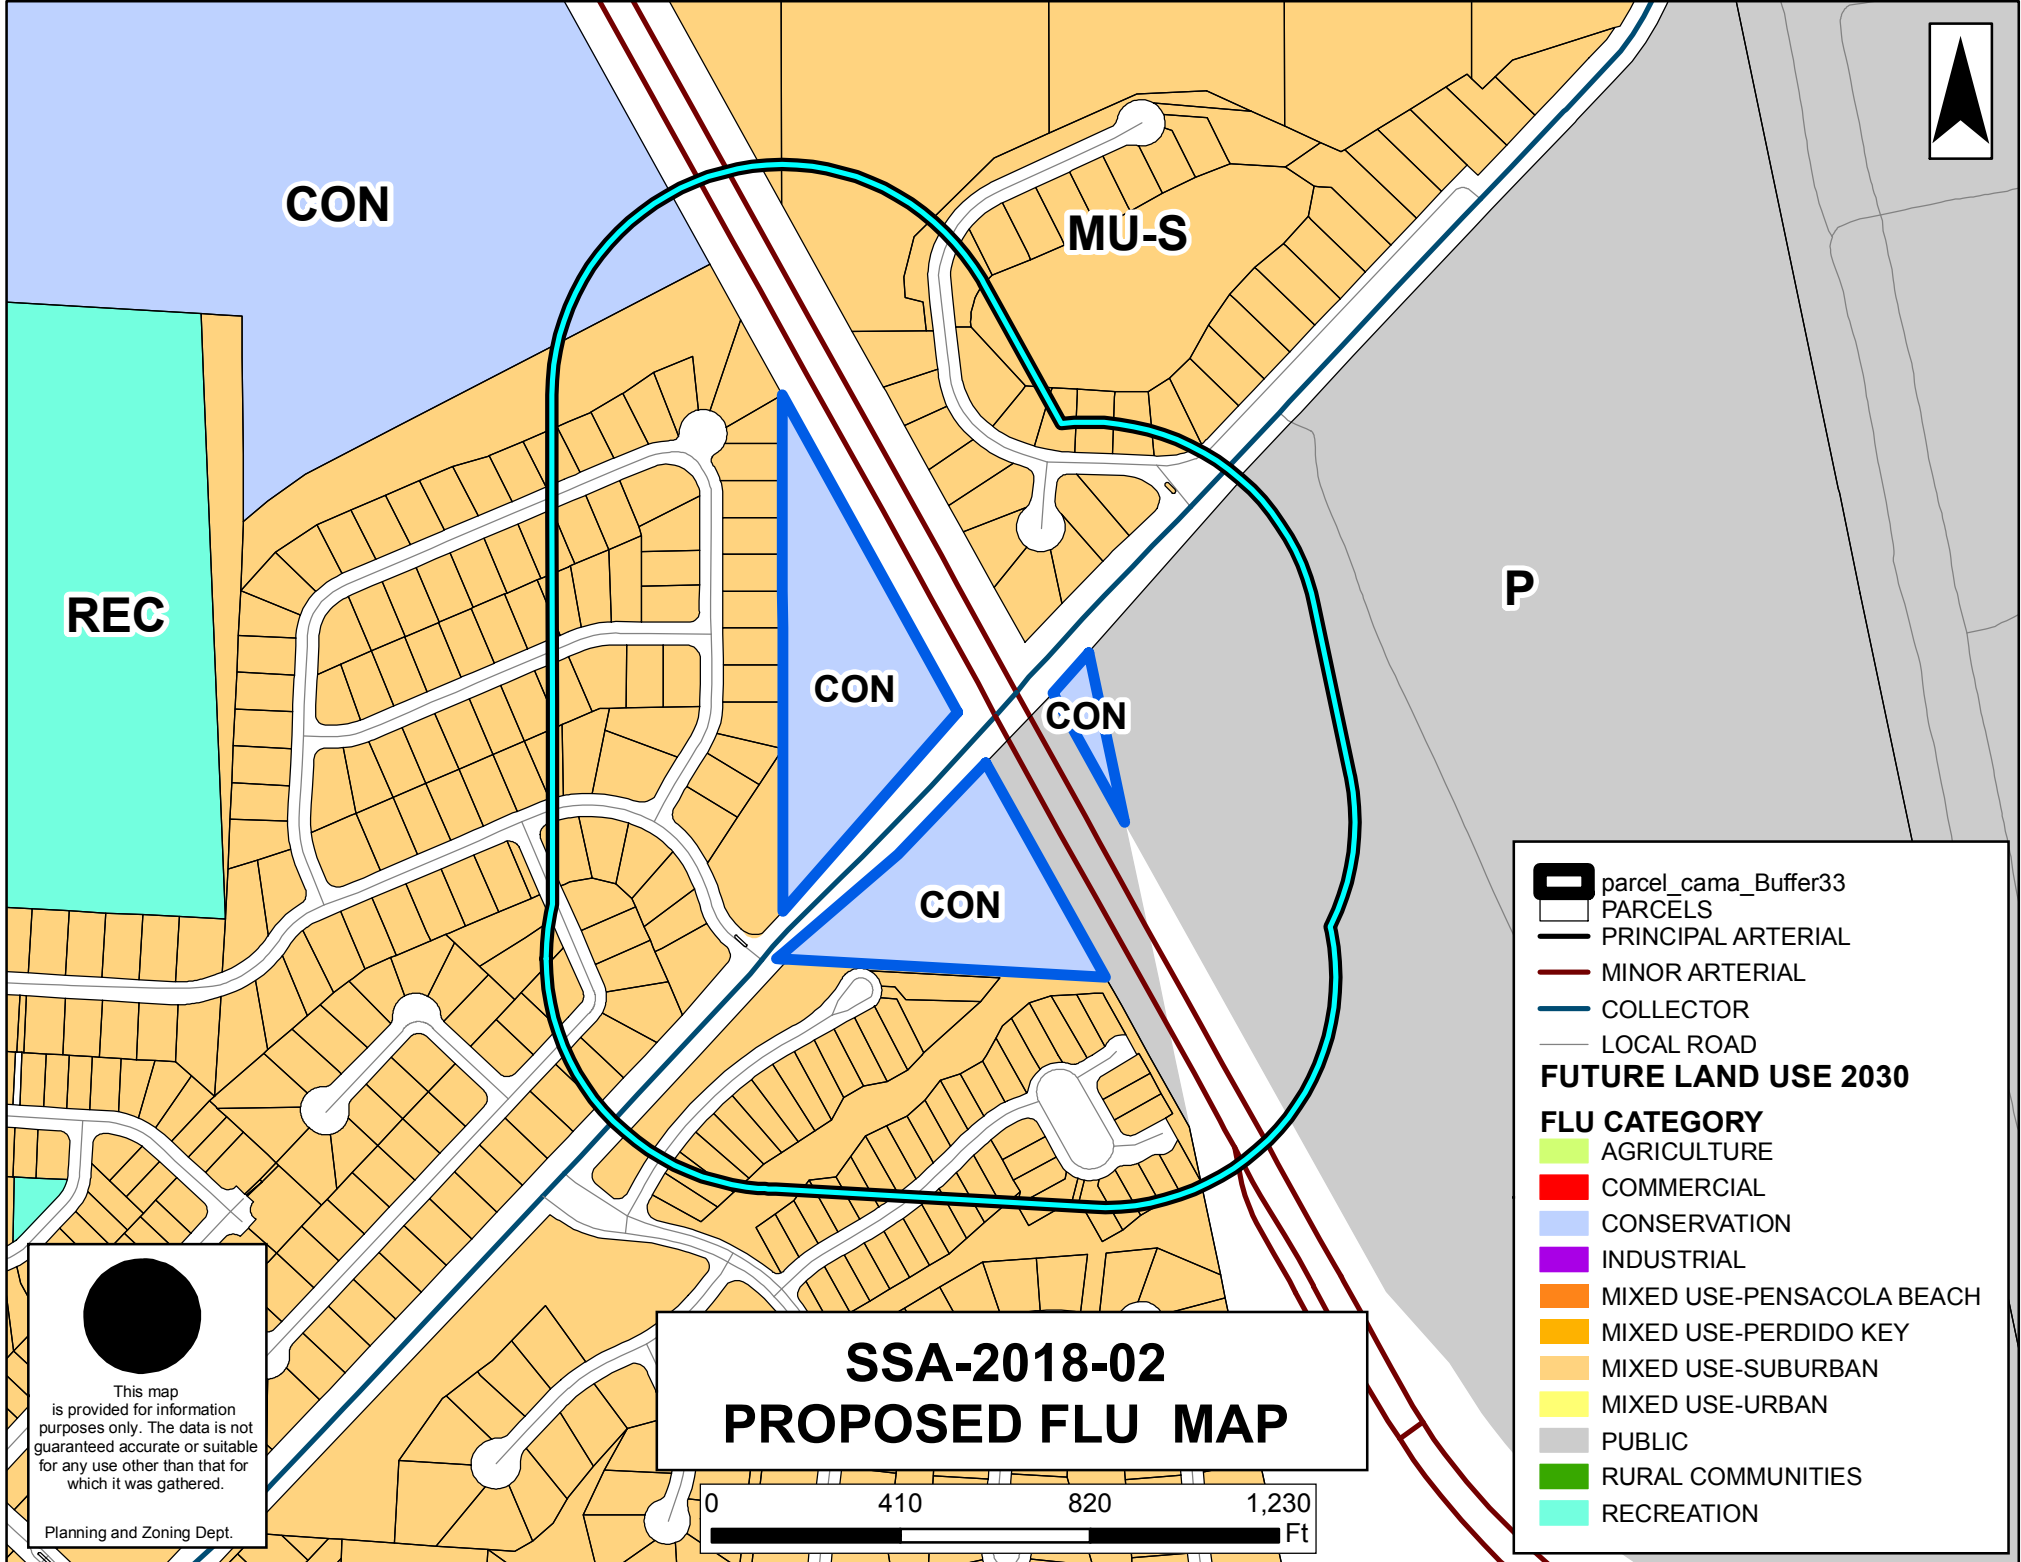 CON
MU-S
REC
P
CON
CON
CON
parcel_cama_Buffer33
PARCELS
PRINCIPAL ARTERIAL
MINOR ARTERIAL
COLLECTOR
LOCAL ROAD
FUTURE LAND USE 2030
FLU CATEGORY
AGRICULTURE
COMMERCIAL
CONSERVATION
INDUSTRIAL
MIXED USE-PENSACOLA BEACH
MIXED USE-PERDIDO KEY
MIXED USE-SUBURBAN
MIXED USE-URBAN
PUBLIC
RURAL COMMUNITIES
RECREATION
This map
is provided for information
purposes only. The data is not
guaranteed accurate or suitable
for any use other than that for
which it was gathered.
Planning and Zoning Dept.
SSA-2018-02
PROPOSED FLU MAP
0 410 820 1,230
Ft